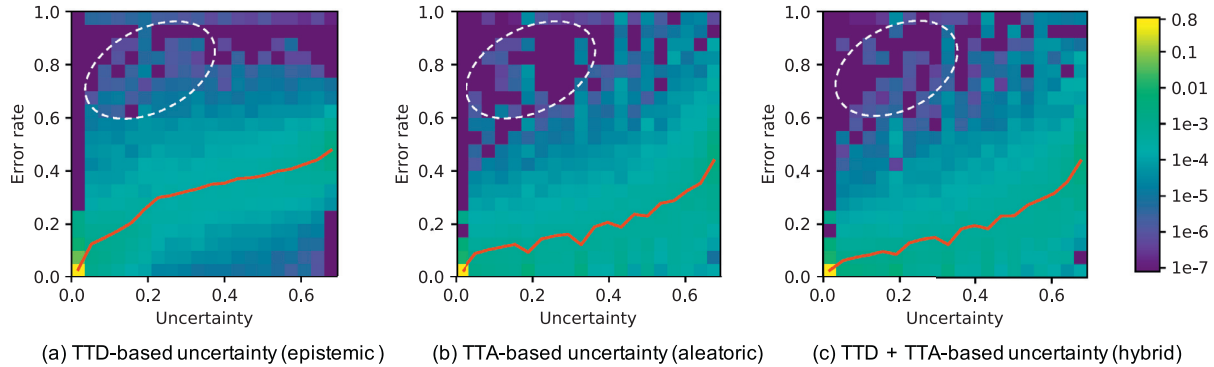 1.0
0.8
0.6
0.4
0.2
0.0
Error rate
0.0 0.2 0.4 0.6
Uncertainty
(a) TTD-based uncertainty (epistemic)
1.0
0.8
0.6
0.4
0.2
0.0
Error rate
0.0 0.2 0.4 0.6
Uncertainty
(b) TTA-based uncertainty (aleatoric)
1.0
0.8
0.6
0.4
0.2
0.0
Error rate
0.0 0.2 0.4 0.6
Uncertainty
(c) TTD + TTA-based uncertainty (hybrid)
0.8
0.1
0.01
1e-3
1e-4
1e-5
1e-6
1e-7